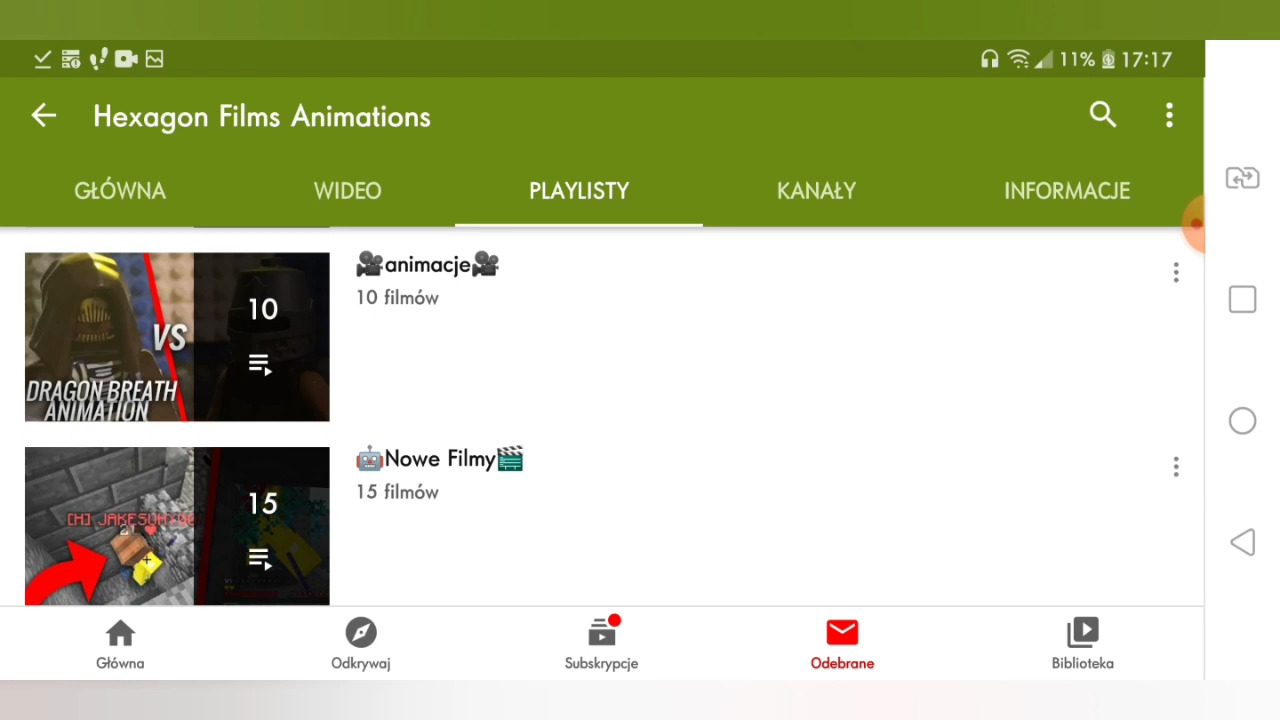 11% 17:17
Hexagon Films Animations
GŁÓWNA WIDEO PLAYLISTY KANAŁY INFORMACJE
animacje
10 filmów
10
VS
DRAGON BREATH
ANIMATION
Nowe Filmy
15 filmów
15
[H]
Główna Odkrywaj Subskrypcje Odebrane Biblioteka